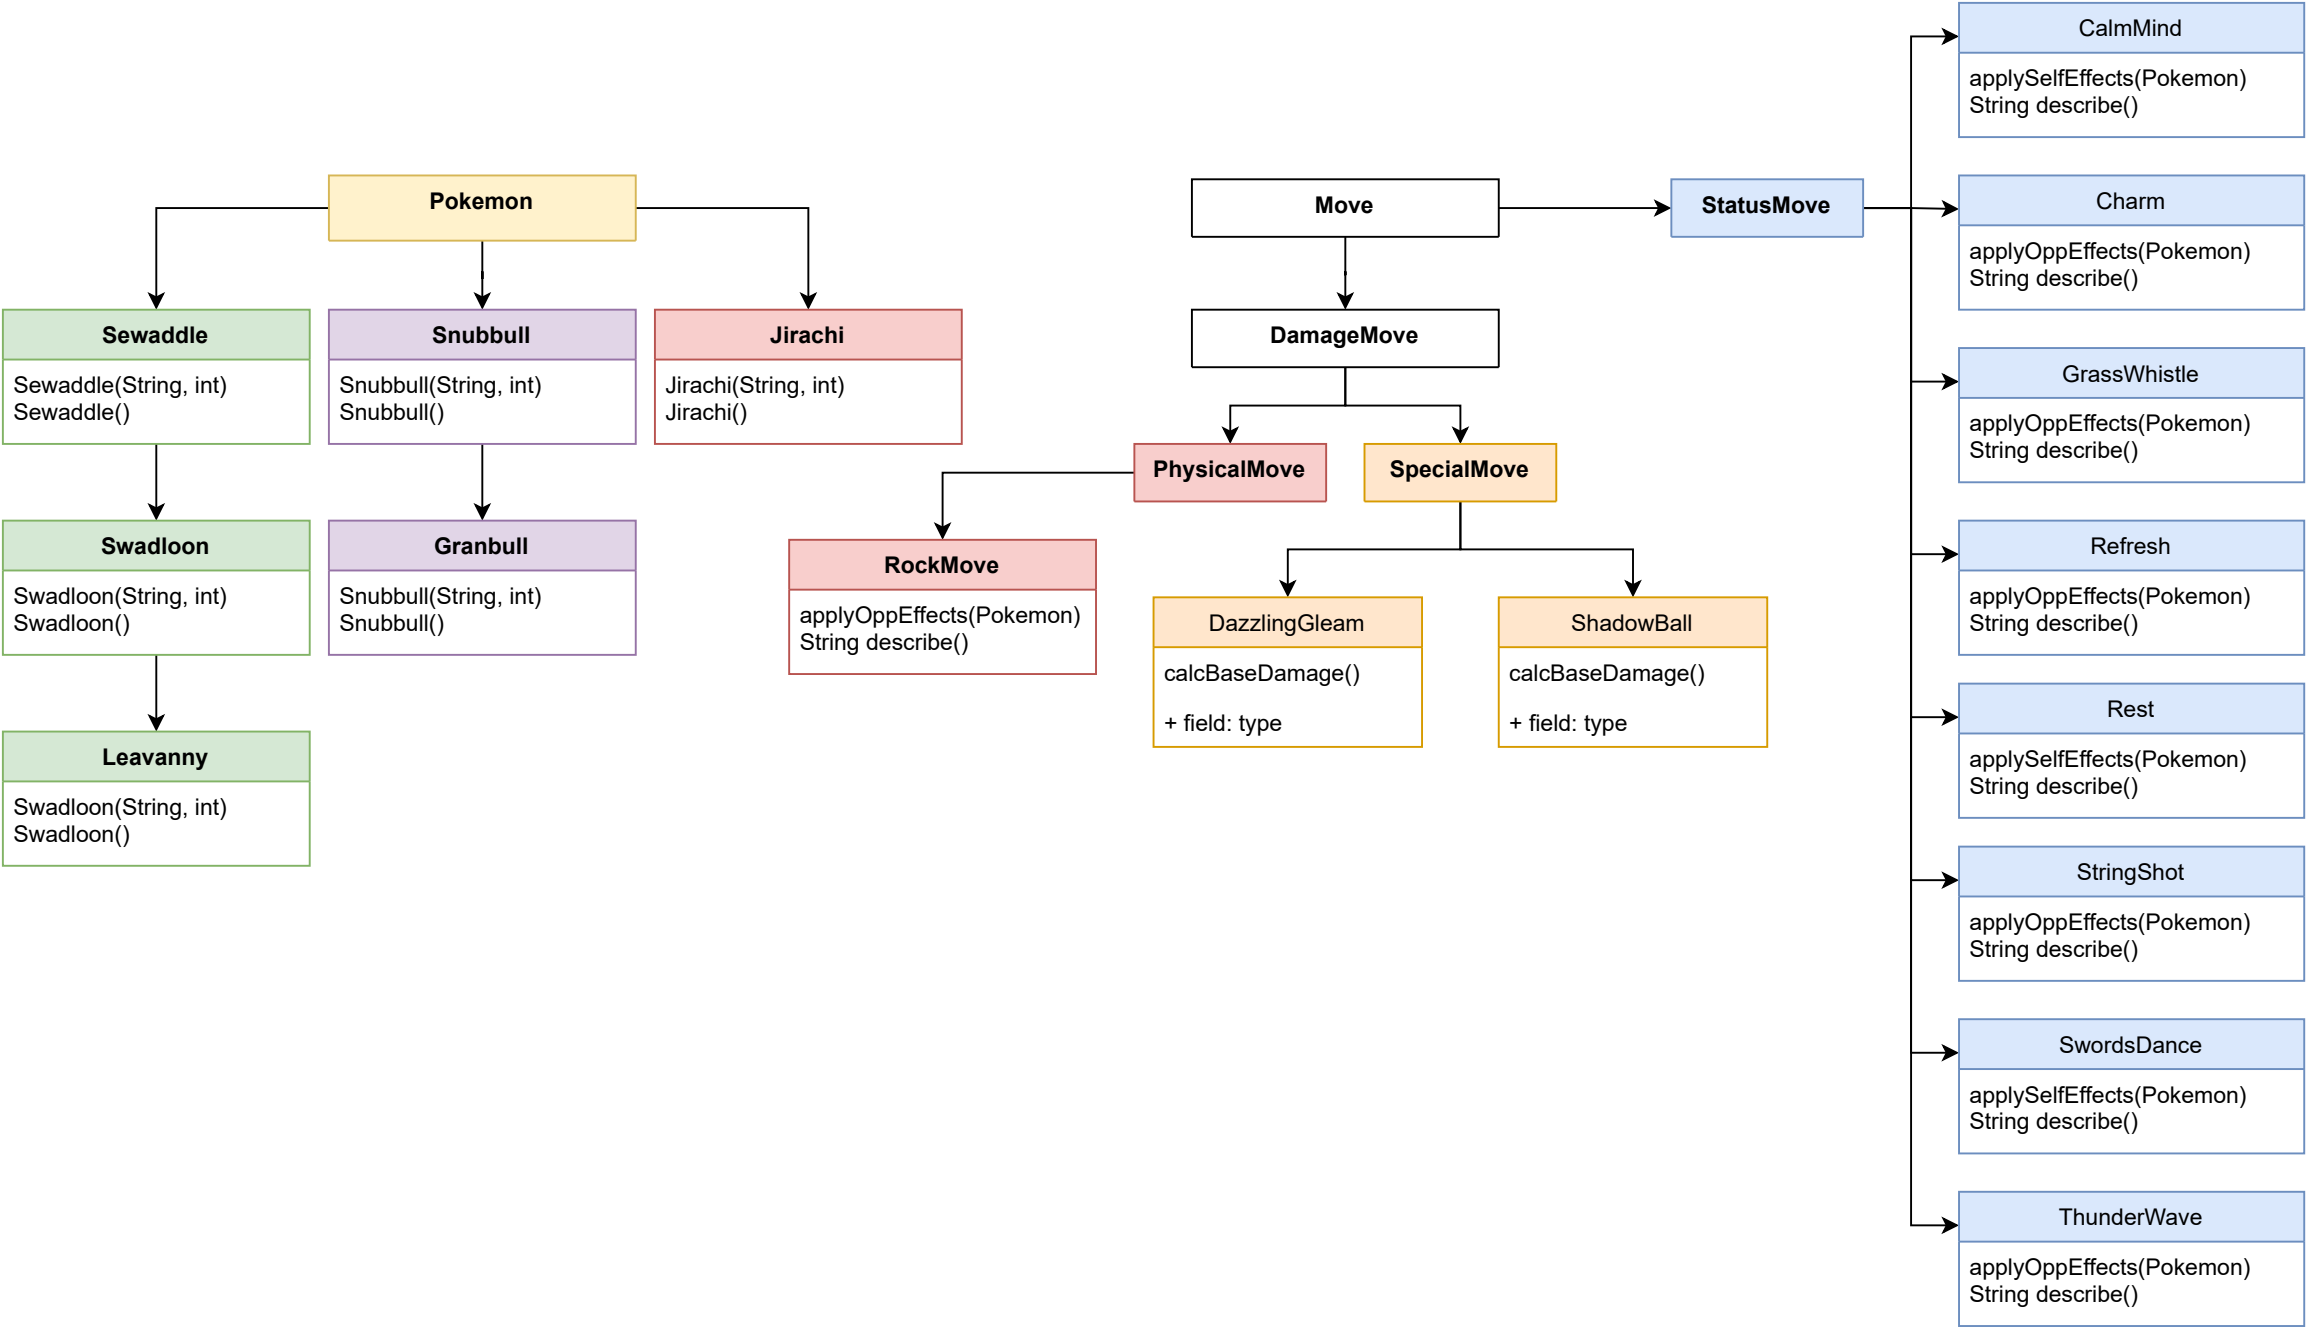 Pokemon
Sewaddle
Sewaddle(String, int)
Sewaddle()
Snubbull
Snubbull(String, int)
Snubbull()
Jirachi
Jirachi(String, int)
Jirachi()
Swadloon
Swadloon(String, int)
Swadloon()
Granbull
Snubbull(String, int)
Snubbull()
Leavanny
Swadloon(String, int)
Swadloon()
Move
StatusMove
DamageMove
PhysicalMove
SpecialMove
RockMove
applyOppEffects(Pokemon)
String describe()
DazzlingGleam
calcBaseDamage()
+ field: type
ShadowBall
calcBaseDamage()
+ field: type
CalmMind
applySelfEffects(Pokemon)
String describe()
Charm
applyOppEffects(Pokemon)
String describe()
GrassWhistle
applyOppEffects(Pokemon)
String describe()
Refresh
applyOppEffects(Pokemon)
String describe()
Rest
applySelfEffects(Pokemon)
String describe()
StringShot
applyOppEffects(Pokemon)
String describe()
SwordsDance
applySelfEffects(Pokemon)
String describe()
ThunderWave
applyOppEffects(Pokemon)
String describe()